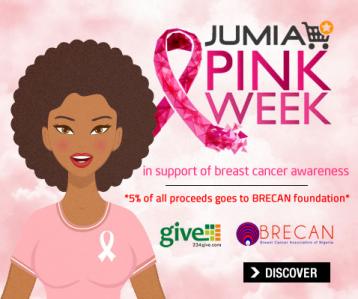 JUMIA
PINK
WEEK
in support of breast cancer awareness
*5% of all proceeds goes to BRECAN foundation*
give
234give.com
BRECAN
Breast Cancer Association of Nigeria
> DISCOVER